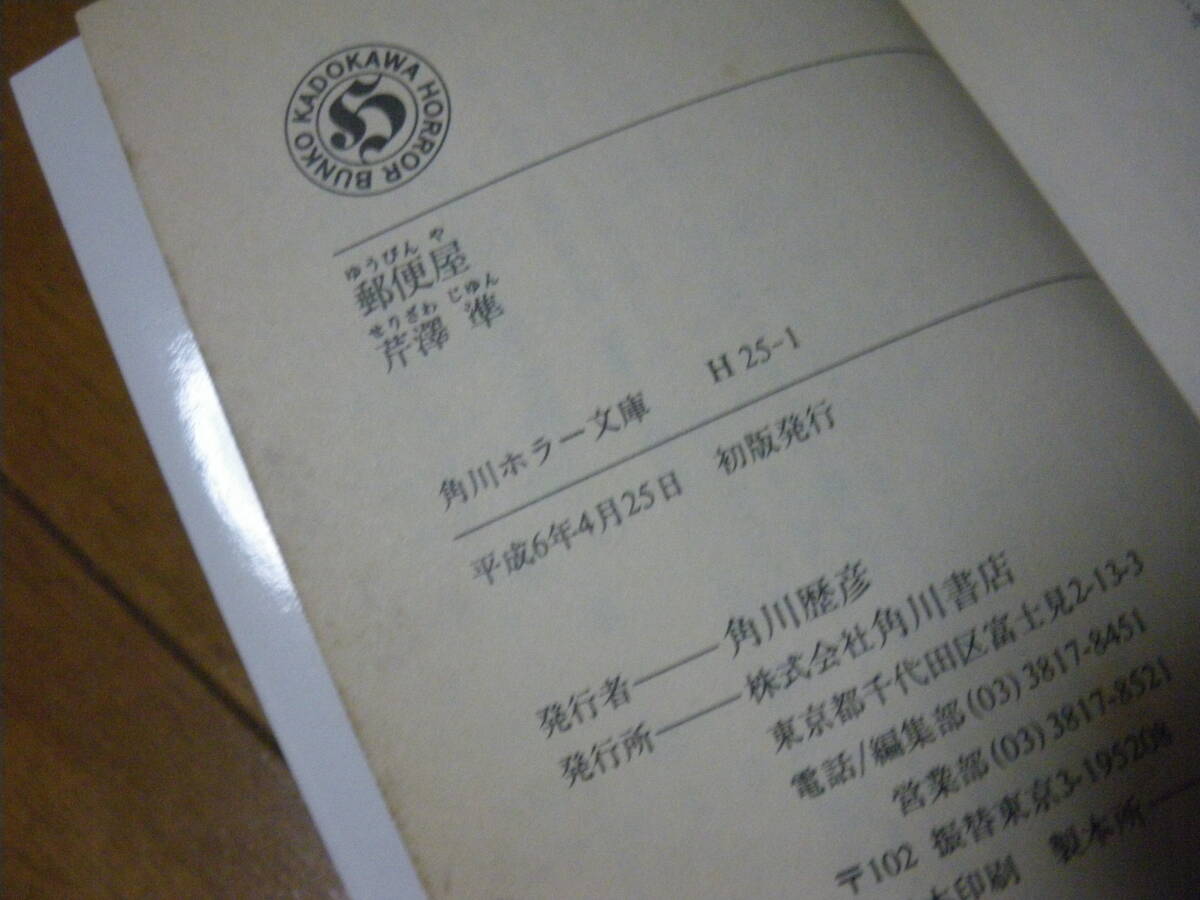 KADOKAWA HORROR BUNKO
H
ゆうびん や
郵便屋
せりざわ じゅん
芹澤 準
角川ホラー文庫 H 25-1
平成6年4月25日 初版発行
発行者――角川歴彦
発行所――株式会社角川書店
東京都千代田区富士見2-13-3
電話/編集部(03)3817-8451
営業部(03)3817-8521
〒102 振替東京3-195208
印刷 製本所―